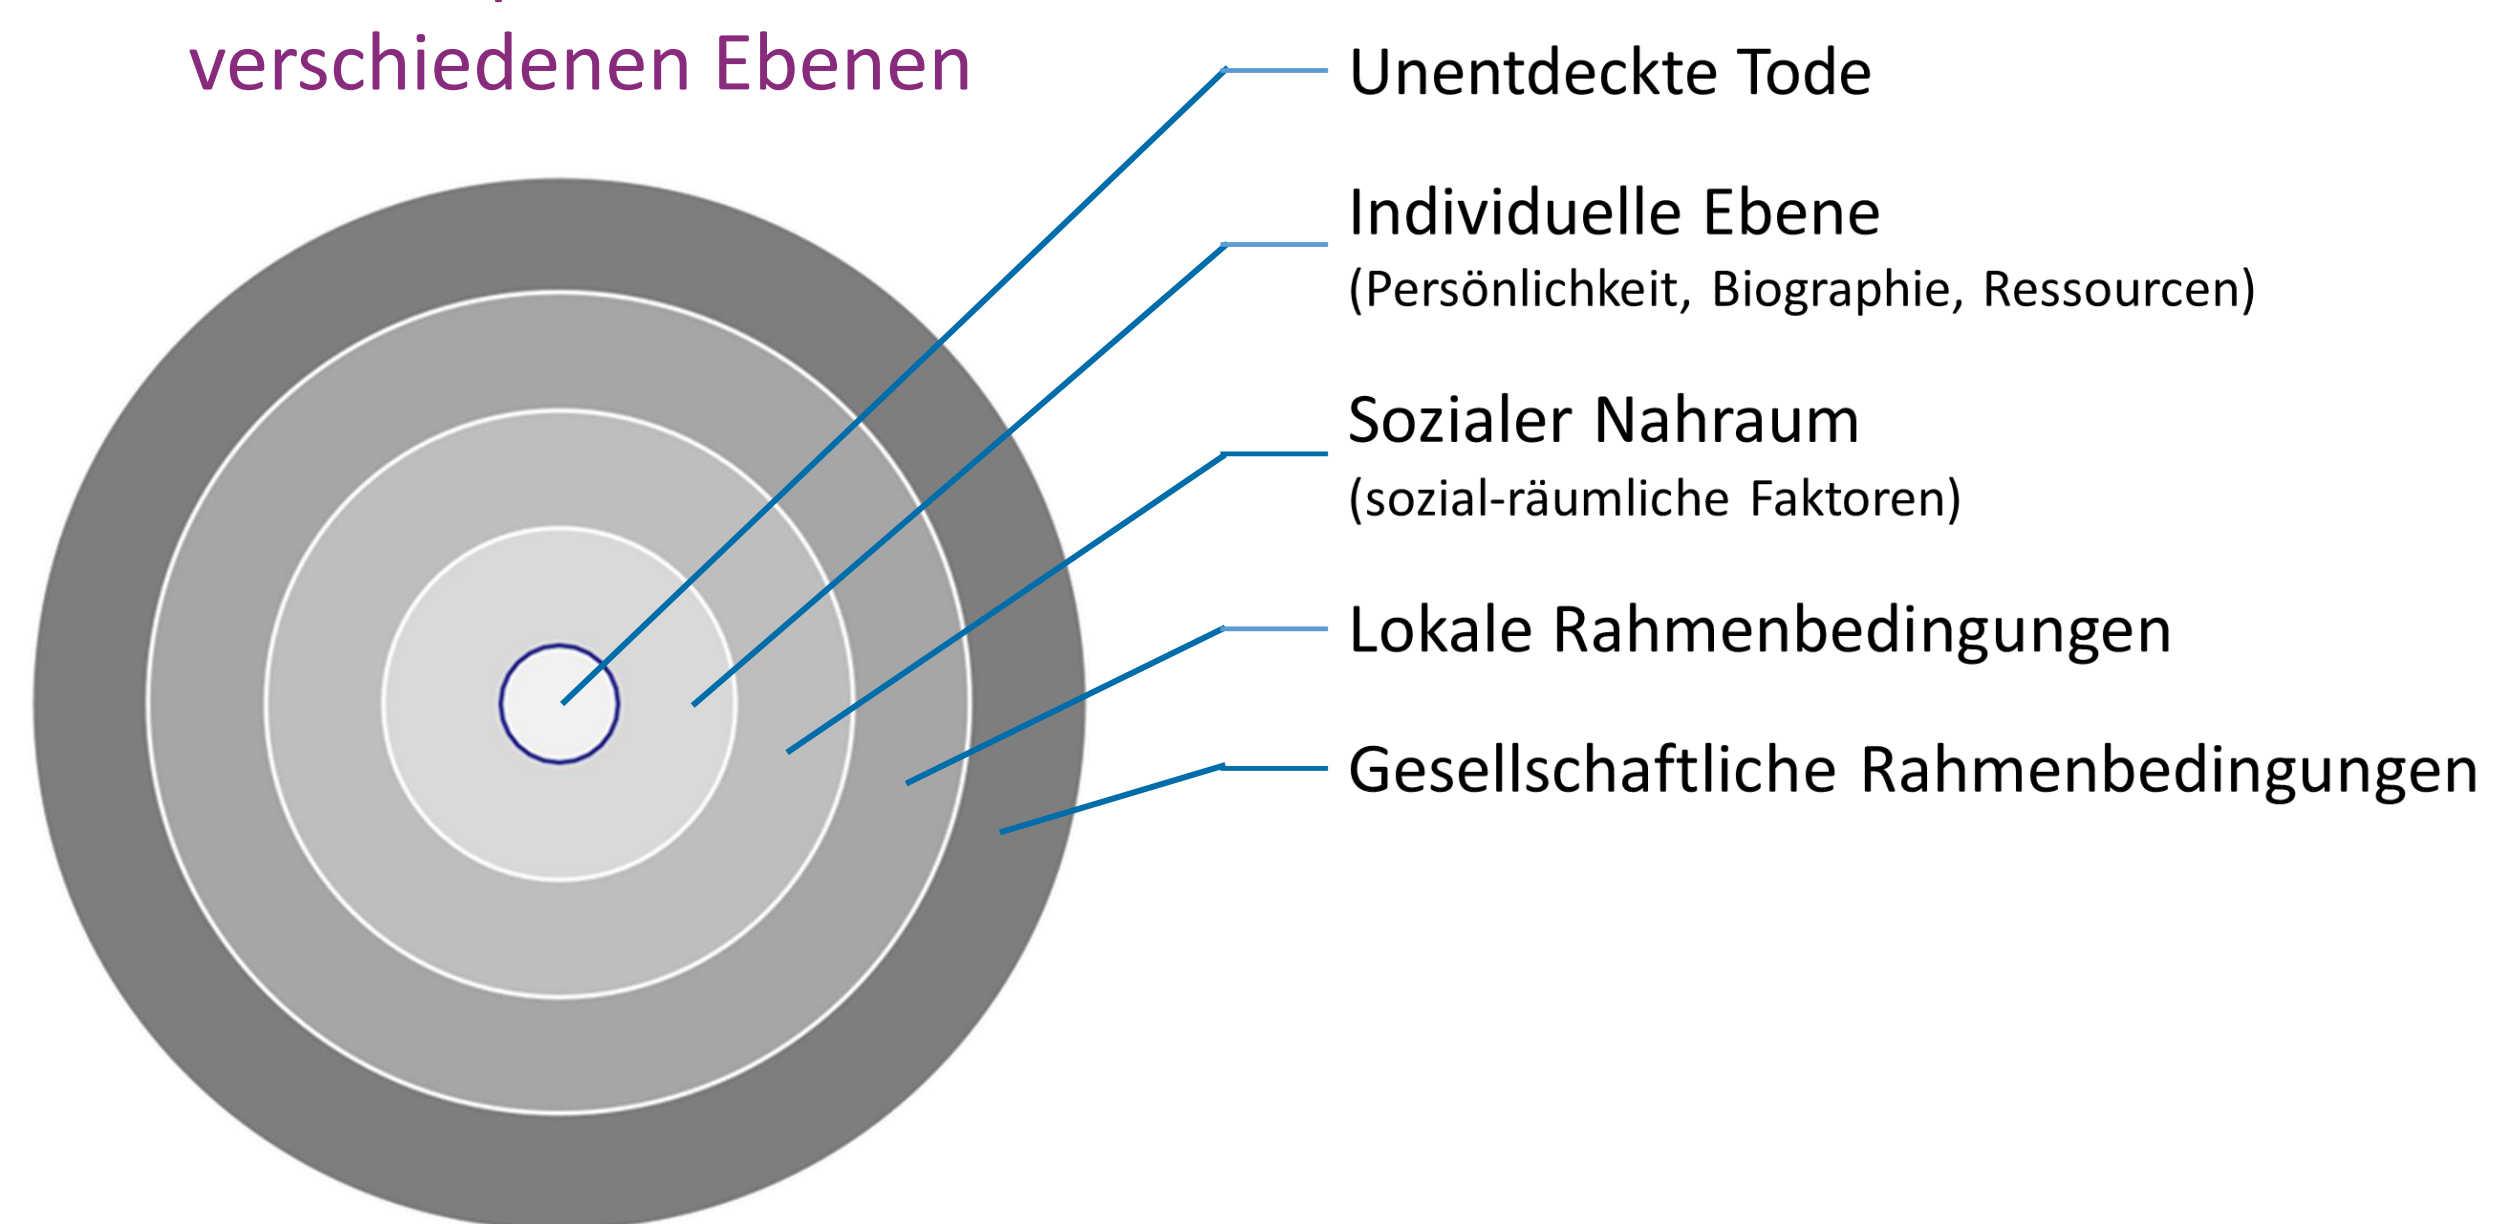 verschiedenen Ebenen
Unentdeckte Tode
Individuelle Ebene
(Persönlichkeit, Biographie, Ressourcen)
Sozialer Nahraum
(sozial-räumliche Faktoren)
Lokale Rahmenbedingungen
Gesellschaftliche Rahmenbedingungen